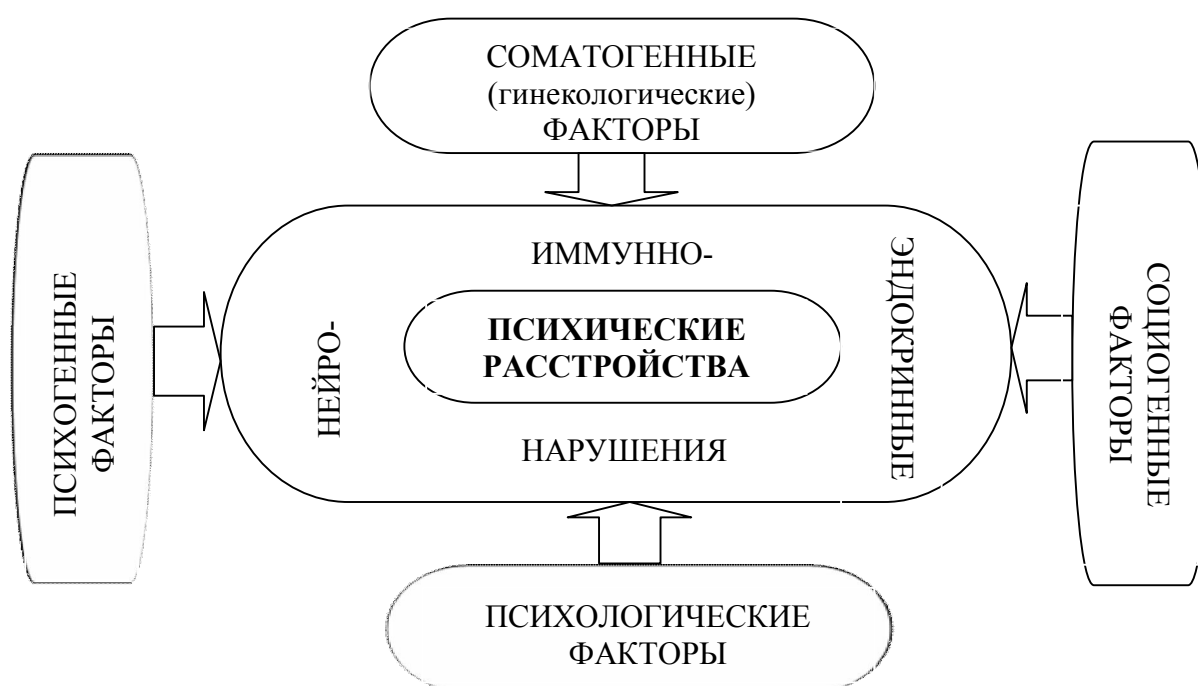 СОМАТОГЕННЫЕ
(гинекологические)
ФАКТОРЫ
ПСИХОГЕННЫЕ
ФАКТОРЫ
НЕЙРО-
ИММУННО-
ЭНДОКРИННЫЕ
НАРУШЕНИЯ
ПСИХИЧЕСКИЕ
РАССТРОЙСТВА
СОЦИОГЕННЫЕ
ФАКТОРЫ
ПСИХОЛОГИЧЕСКИЕ
ФАКТОРЫ